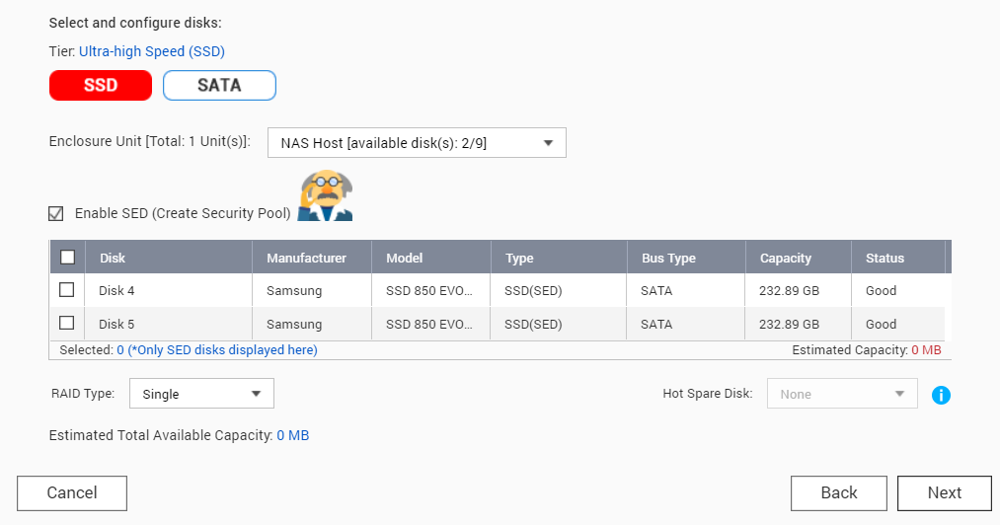 Select and configure disks:
Tier: Ultra-high Speed (SSD)
SSD SATA
Enclosure Unit [Total: 1 Unit(s)]: NAS Host [available disk(s): 2/9]
Enable SED (Create Security Pool)
Disk Manufacturer Model Type Bus Type Capacity Status
Disk 4 Samsung SSD 850 EVO... SSD(SED) SATA 232.89 GB Good
Disk 5 Samsung SSD 850 EVO... SSD(SED) SATA 232.89 GB Good
Selected: 0 (*Only SED disks displayed here) Estimated Capacity: 0 MB
RAID Type: Single Hot Spare Disk: None
Estimated Total Available Capacity: 0 MB
Cancel Back Next